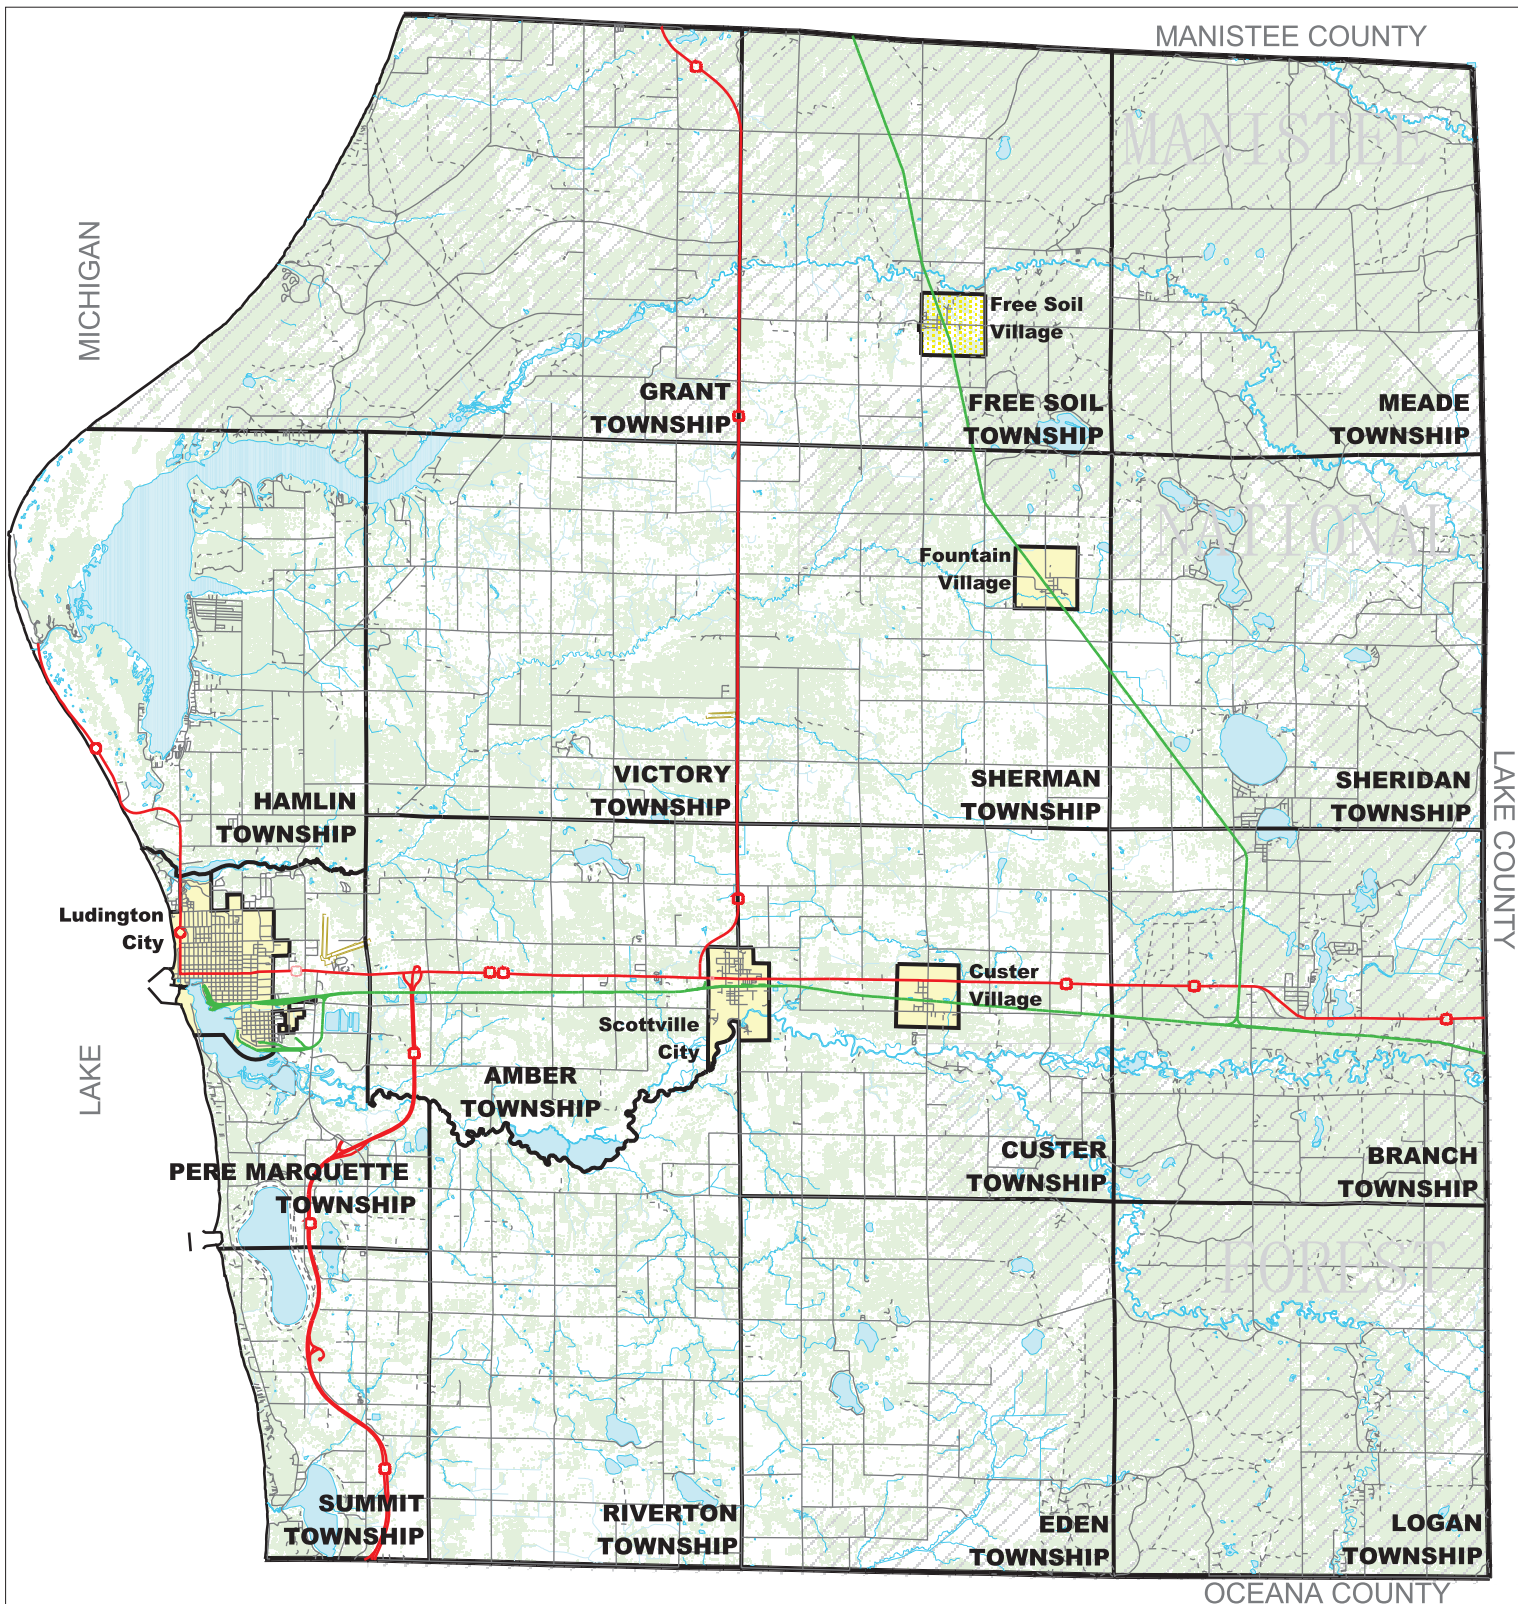 MANISTEE COUNTY
MANISTEE
MICHIGAN
Free Soil
Village
GRANT
TOWNSHIP
FREE SOIL
TOWNSHIP
MEADE
TOWNSHIP
NATIONAL
Fountain
Village
VICTORY
TOWNSHIP
SHERMAN
TOWNSHIP
SHERIDAN
TOWNSHIP
LAKE COUNTY
HAMLIN
TOWNSHIP
Ludington
City
Custer
Village
Scottville
City
LAKE
AMBER
TOWNSHIP
CUSTER
TOWNSHIP
BRANCH
TOWNSHIP
PERE MARQUETTE
TOWNSHIP
FOREST
SUMMIT
TOWNSHIP
RIVERTON
TOWNSHIP
EDEN
TOWNSHIP
LOGAN
TOWNSHIP
OCEANA COUNTY